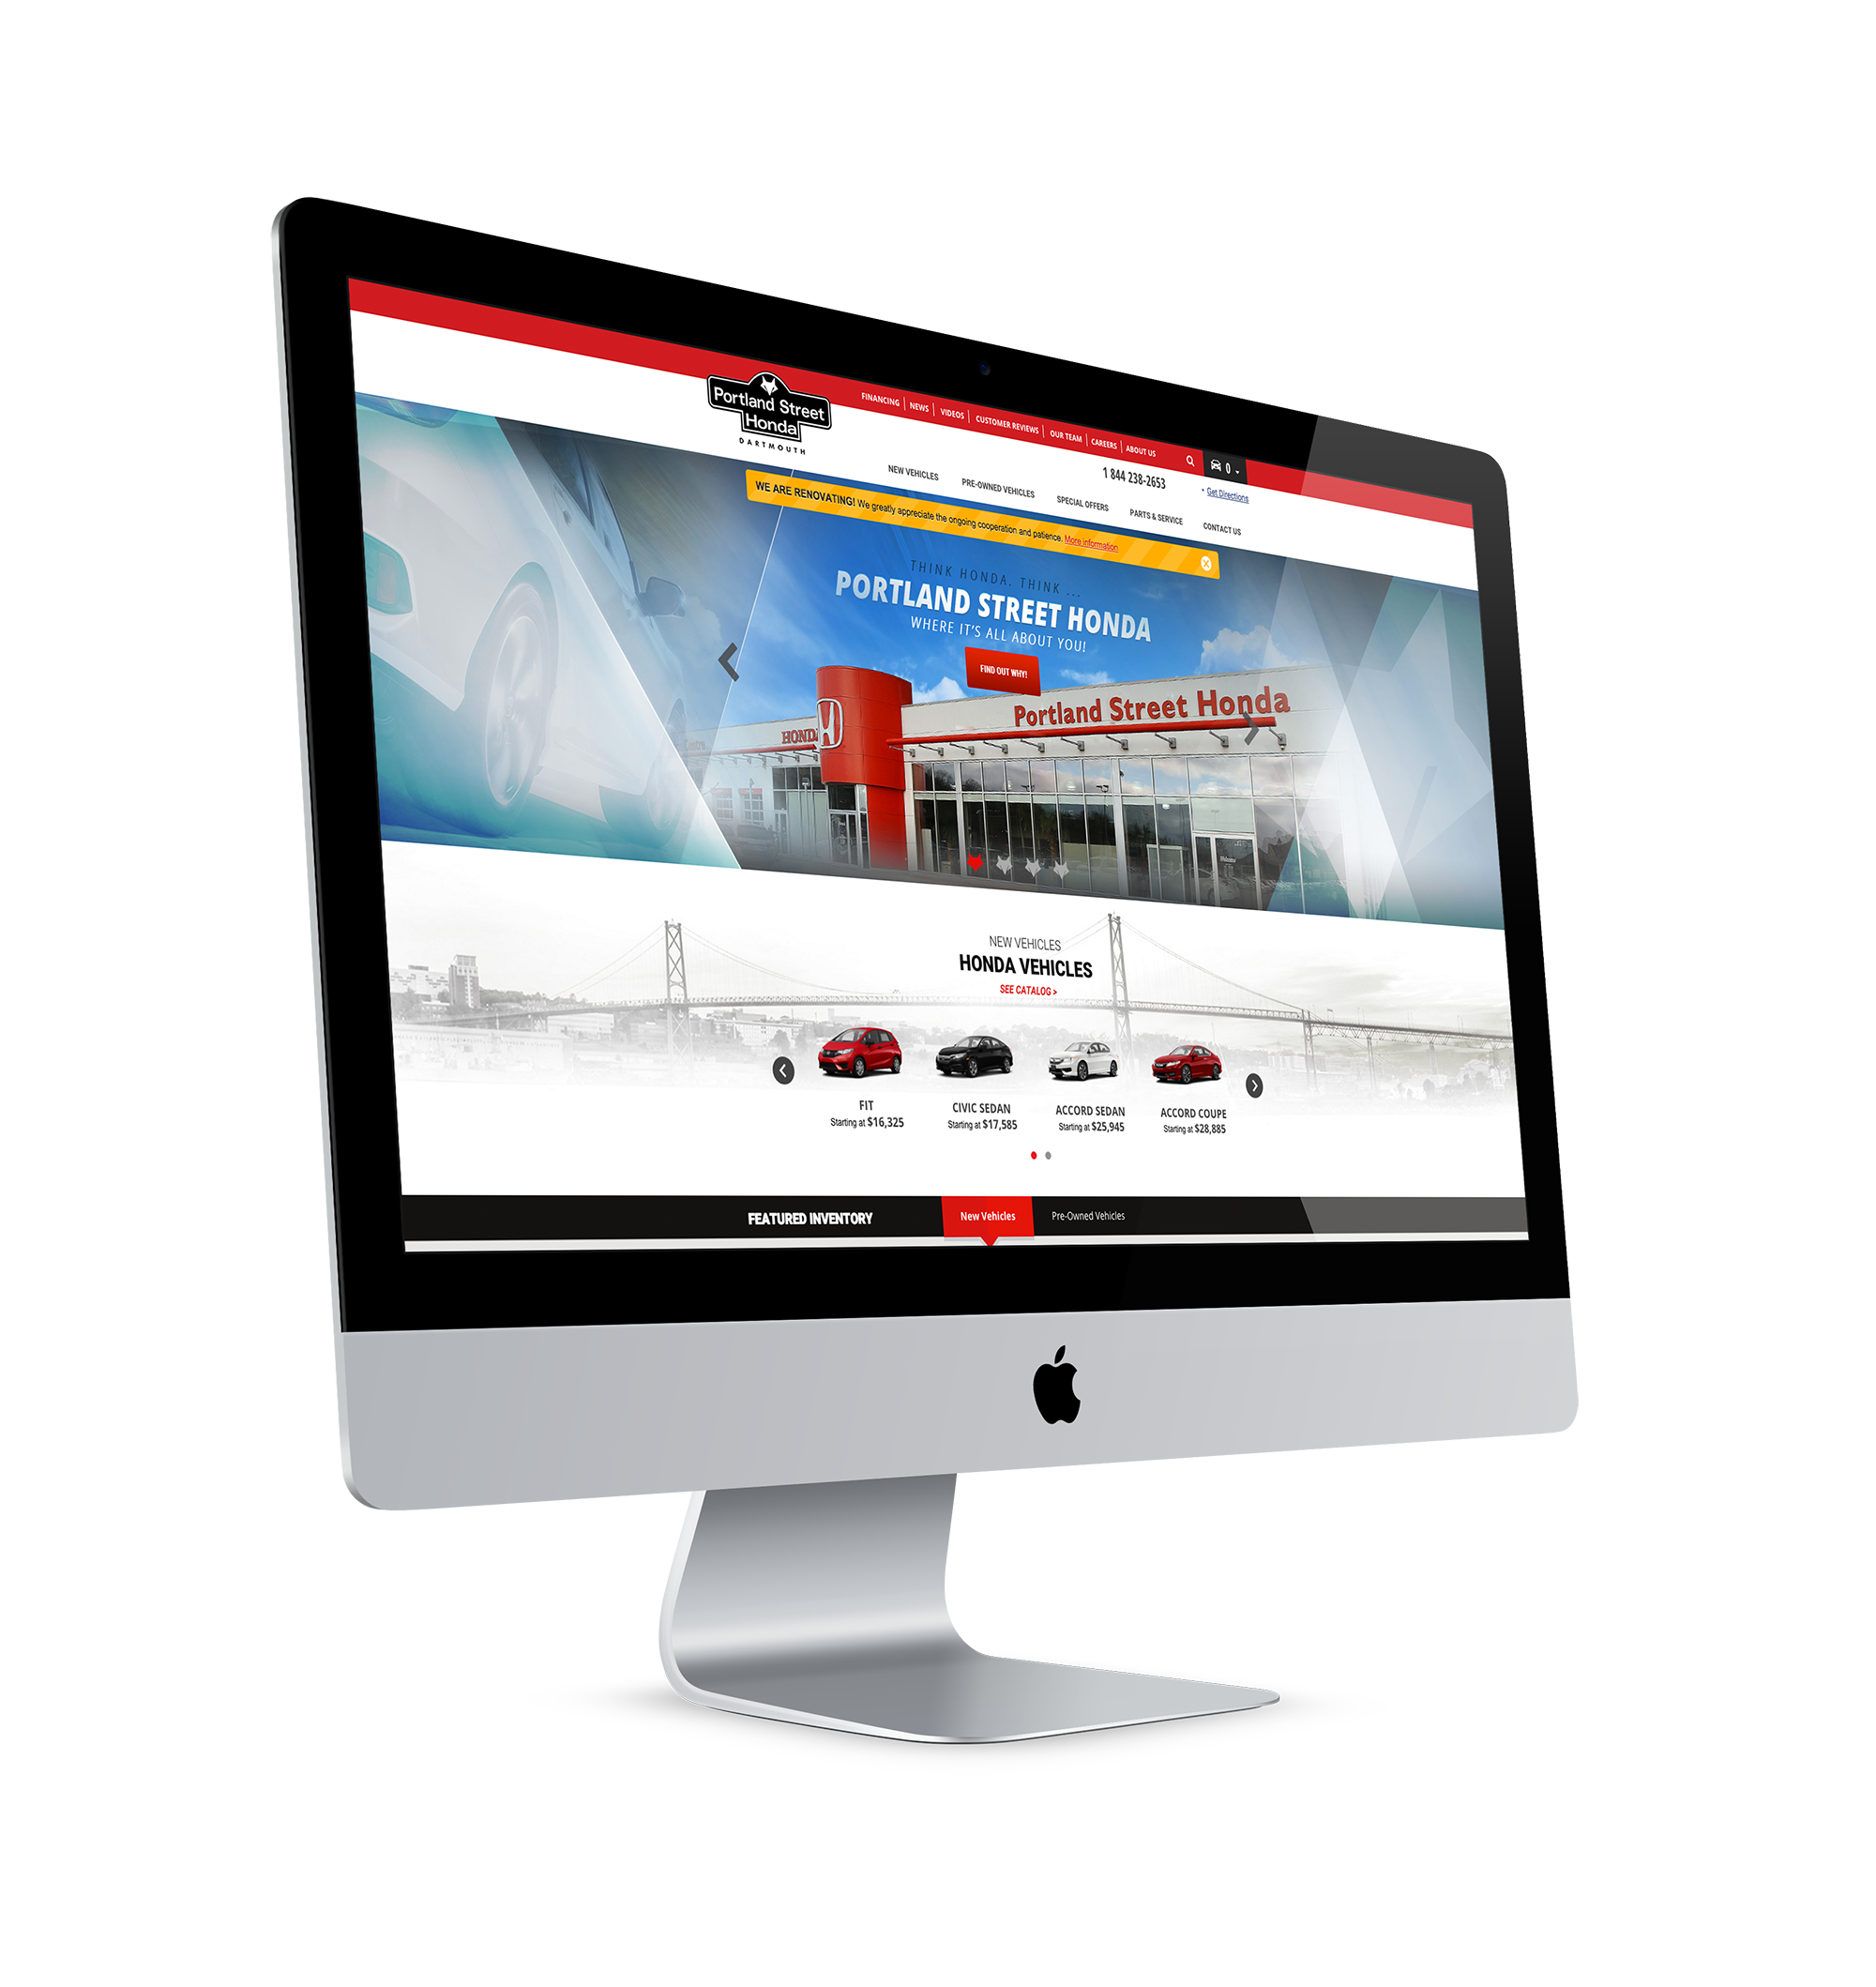 Portland Street
Honda
DARTMOUTH
FINANCING
NEWS
VIDEOS
CUSTOMER REVIEWS
OUR TEAM
CAREERS
ABOUT US
0
1 844 238-2653
• Get Directions
NEW VEHICLES
PRE-OWNED VEHICLES
SPECIAL OFFERS
PARTS & SERVICE
CONTACT US
WE ARE RENOVATING! We greatly appreciate the ongoing cooperation and patience. More information
THINK HONDA. THINK ...
PORTLAND STREET HONDA
WHERE IT'S ALL ABOUT YOU!
FIND OUT WHY!
Portland Street Honda
HONDA
Welcome
NEW VEHICLES
HONDA VEHICLES
SEE CATALOG >
FIT
Starting at $16,325
CIVIC SEDAN
Starting at $17,585
ACCORD SEDAN
Starting at $25,945
ACCORD COUPE
Starting at $28,885
FEATURED INVENTORY
New Vehicles
Pre-Owned Vehicles